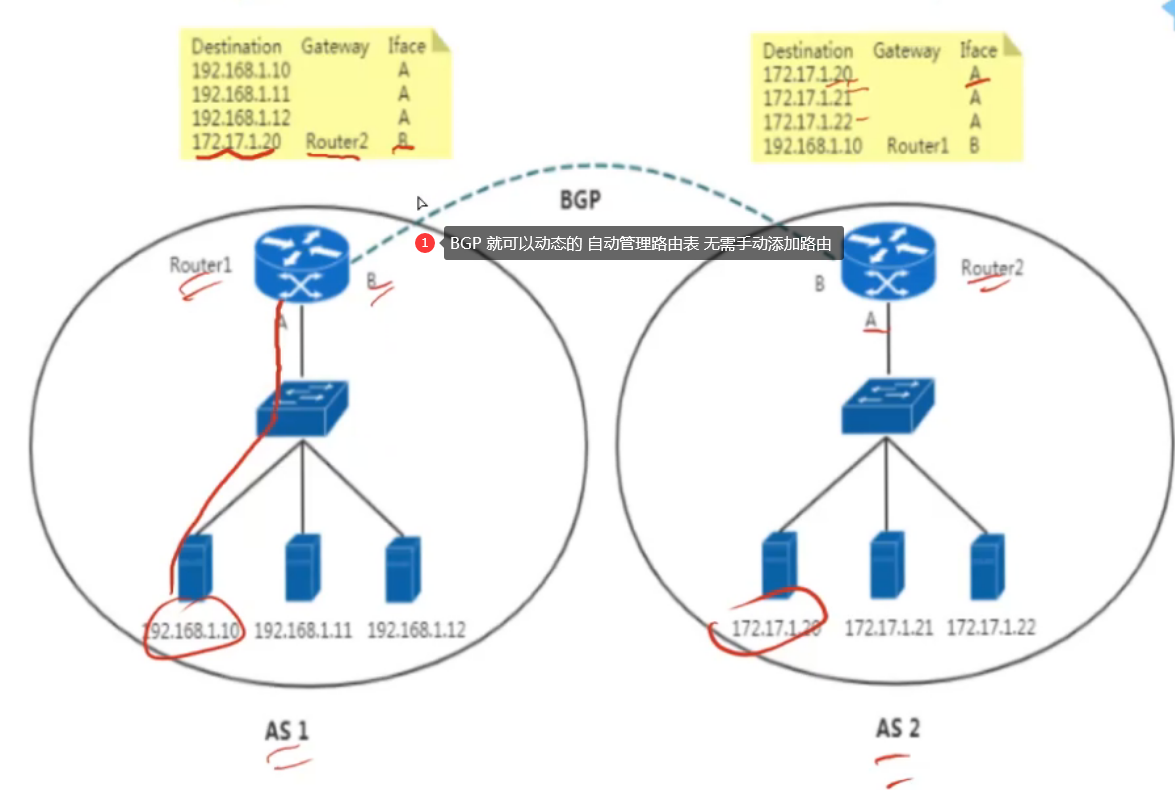 Destination Gateway Iface
192.168.1.10 A
192.168.1.11 A
192.168.1.12 A
172.17.1.20 Router2 B
Destination Gateway Iface
172.17.1.20 A
172.17.1.21 A
172.17.1.22 A
192.168.1.10 Router1 B
BGP
1 BGP 就可以动态的 自动管理路由表 无需手动添加路由
Router1
B
A
B
Router2
A
192.168.1.10 192.168.1.11 192.168.1.12
172.17.1.20 172.17.1.21 172.17.1.22
AS 1
AS 2